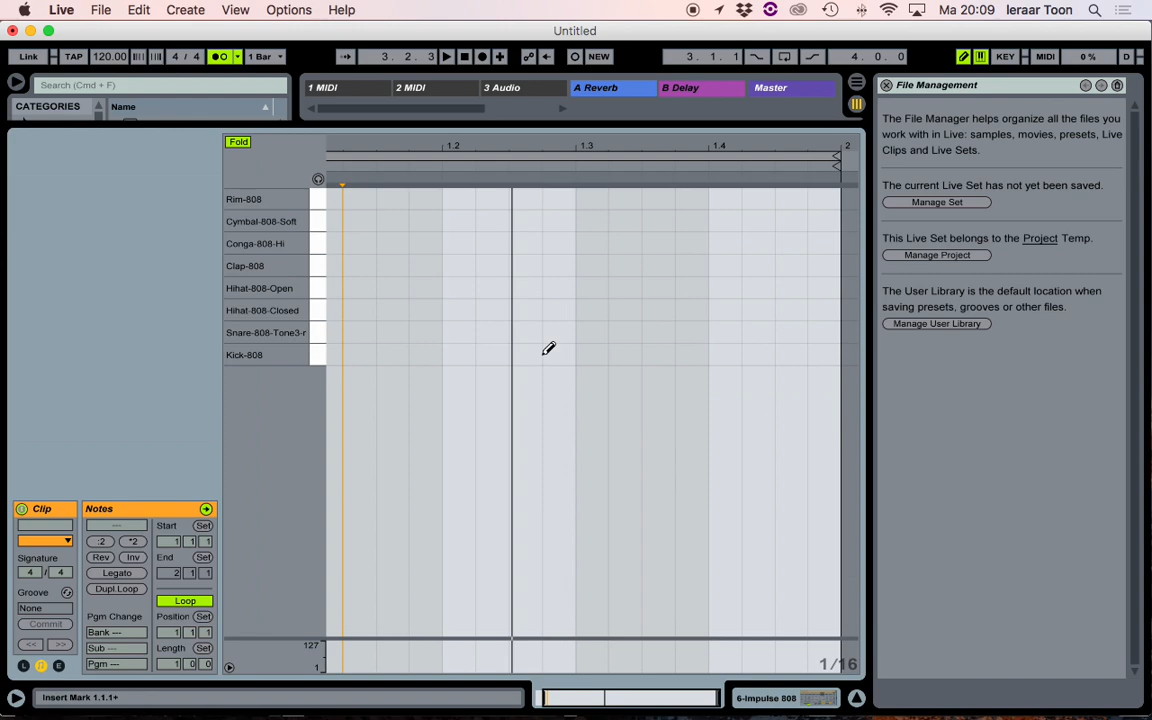 Live File Edit Create View Options Help Ma 20:09 leraar Toon
Untitled
Link TAP 120.00 4 / 4 1 Bar 3. 2. 3 NEW 3. 1. 1 4. 0. 0 KEY MIDI 0 % D
Search (Cmd + F) 1 MIDI 2 MIDI 3 Audio A Reverb B Delay Master File Management
CATEGORIES Name
The File Manager helps organize all the files you
work with in Live: samples, movies, presets, Live
Clips and Live Sets.
The current Live Set has not yet been saved.
Manage Set
This Live Set belongs to the Project Temp.
Manage Project
The User Library is the default location when
saving presets, grooves or other files.
Manage User Library
Fold 1.2 1.3 1.4 2
Rim-808
Cymbal-808-Soft
Conga-808-Hi
Clap-808
Hihat-808-Open
Hihat-808-Closed
Snare-808-Tone3-r
Kick-808
Clip Notes
--- Start Set
:2 *2 1 1 1
Signature Rev Inv End Set
4 / 4 Legato 2 1 1
Groove Dupl.Loop
None Loop
Commit Pgm Change Position Set
Bank --- 1 1 1
<< >> Sub --- Length Set
L E Pgm --- 1 0 0
127
1 1/16
Insert Mark 1.1.1+ 6-Impulse 808